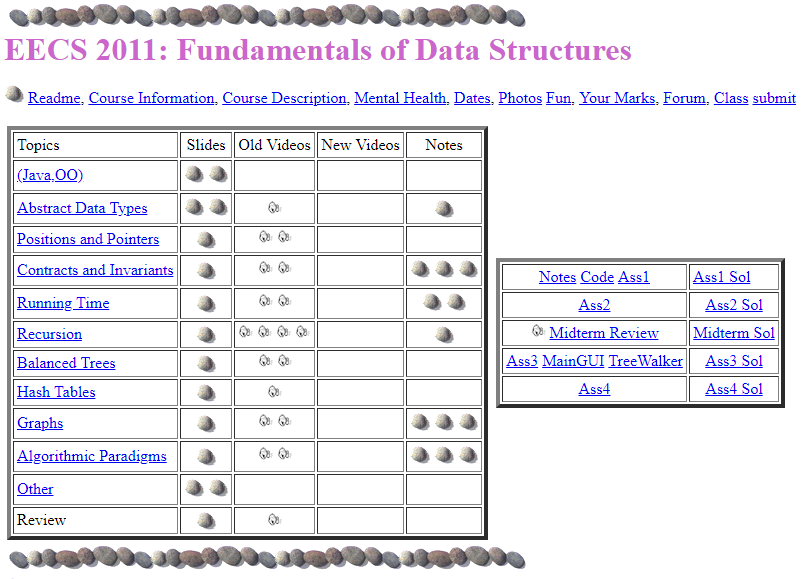 EECS 2011: Fundamentals of Data Structures
Readme, Course Information, Course Description, Mental Health, Dates, Photos Fun, Your Marks, Forum, Class submit
Topics Slides Old Videos New Videos Notes
(Java,OO)
Abstract Data Types
Positions and Pointers
Contracts and Invariants
Running Time
Recursion
Balanced Trees
Hash Tables
Graphs
Algorithmic Paradigms
Other
Review
Notes Code Ass1 Ass1 Sol
Ass2 Ass2 Sol
Midterm Review Midterm Sol
Ass3 MainGUI TreeWalker Ass3 Sol
Ass4 Ass4 Sol